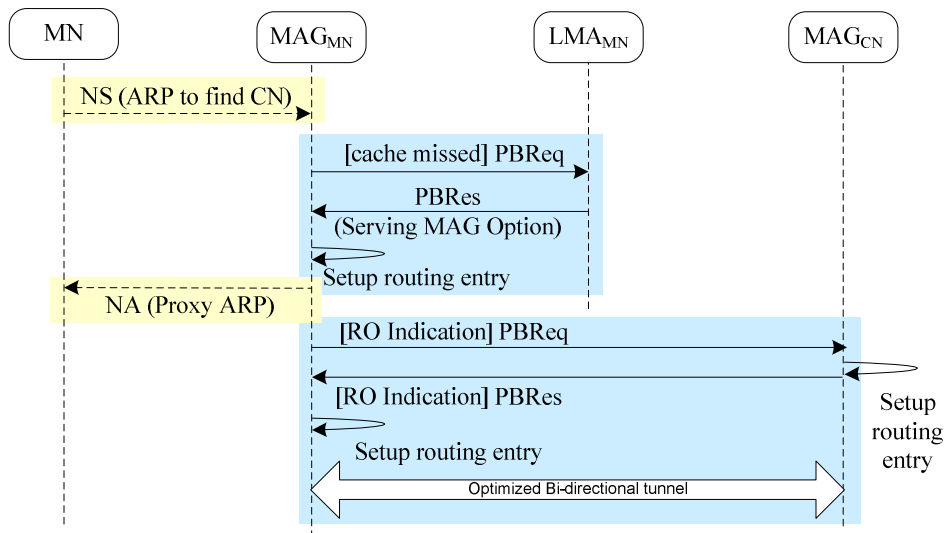 MN
MAGMN
LMAMN
MAGCN
NS (ARP to find CN)
[cache missed] PBReq
PBRes
(Serving MAG Option)
Setup routing entry
NA (Proxy ARP)
[RO Indication] PBReq
[RO Indication] PBRes
Setup
routing
entry
Setup routing entry
Optimized Bi-directional tunnel